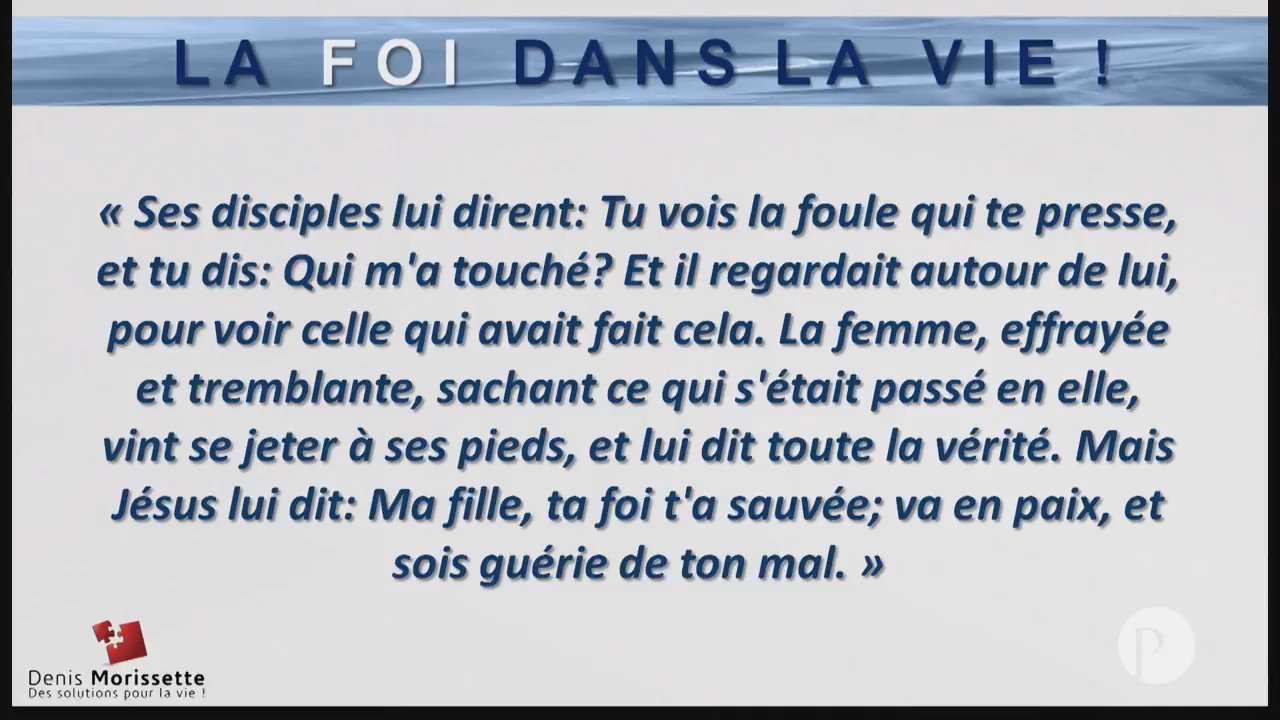 LA FOI DANS LA VIE !
« Ses disciples lui dirent: Tu vois la foule qui te presse,
et tu dis: Qui m'a touché? Et il regardait autour de lui,
pour voir celle qui avait fait cela. La femme, effrayée
et tremblante, sachant ce qui s'était passé en elle,
vint se jeter à ses pieds, et lui dit toute la vérité. Mais
Jésus lui dit: Ma fille, ta foi t'a sauvée; va en paix, et
sois guérie de ton mal. »
Denis Morissette
Des solutions pour la vie !
P